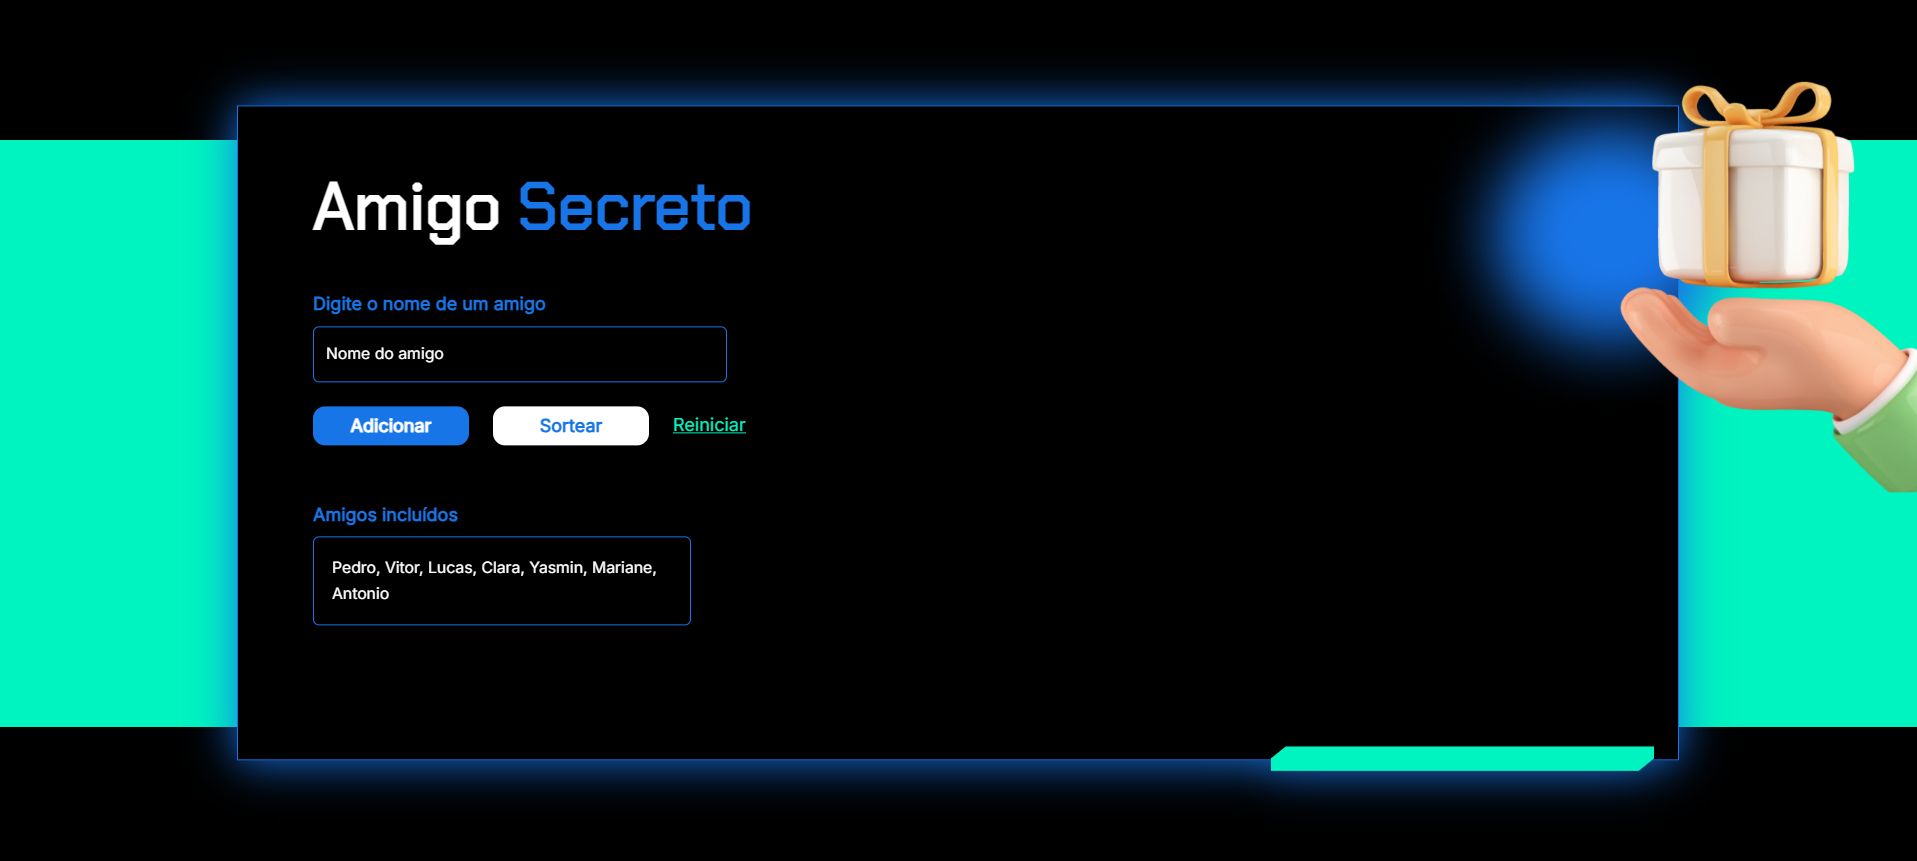 Amigo Secreto
Digite o nome de um amigo
Nome do amigo
Adicionar Sortear Reiniciar
Amigos incluídos
Pedro, Vitor, Lucas, Clara, Yasmin, Mariane,
Antonio